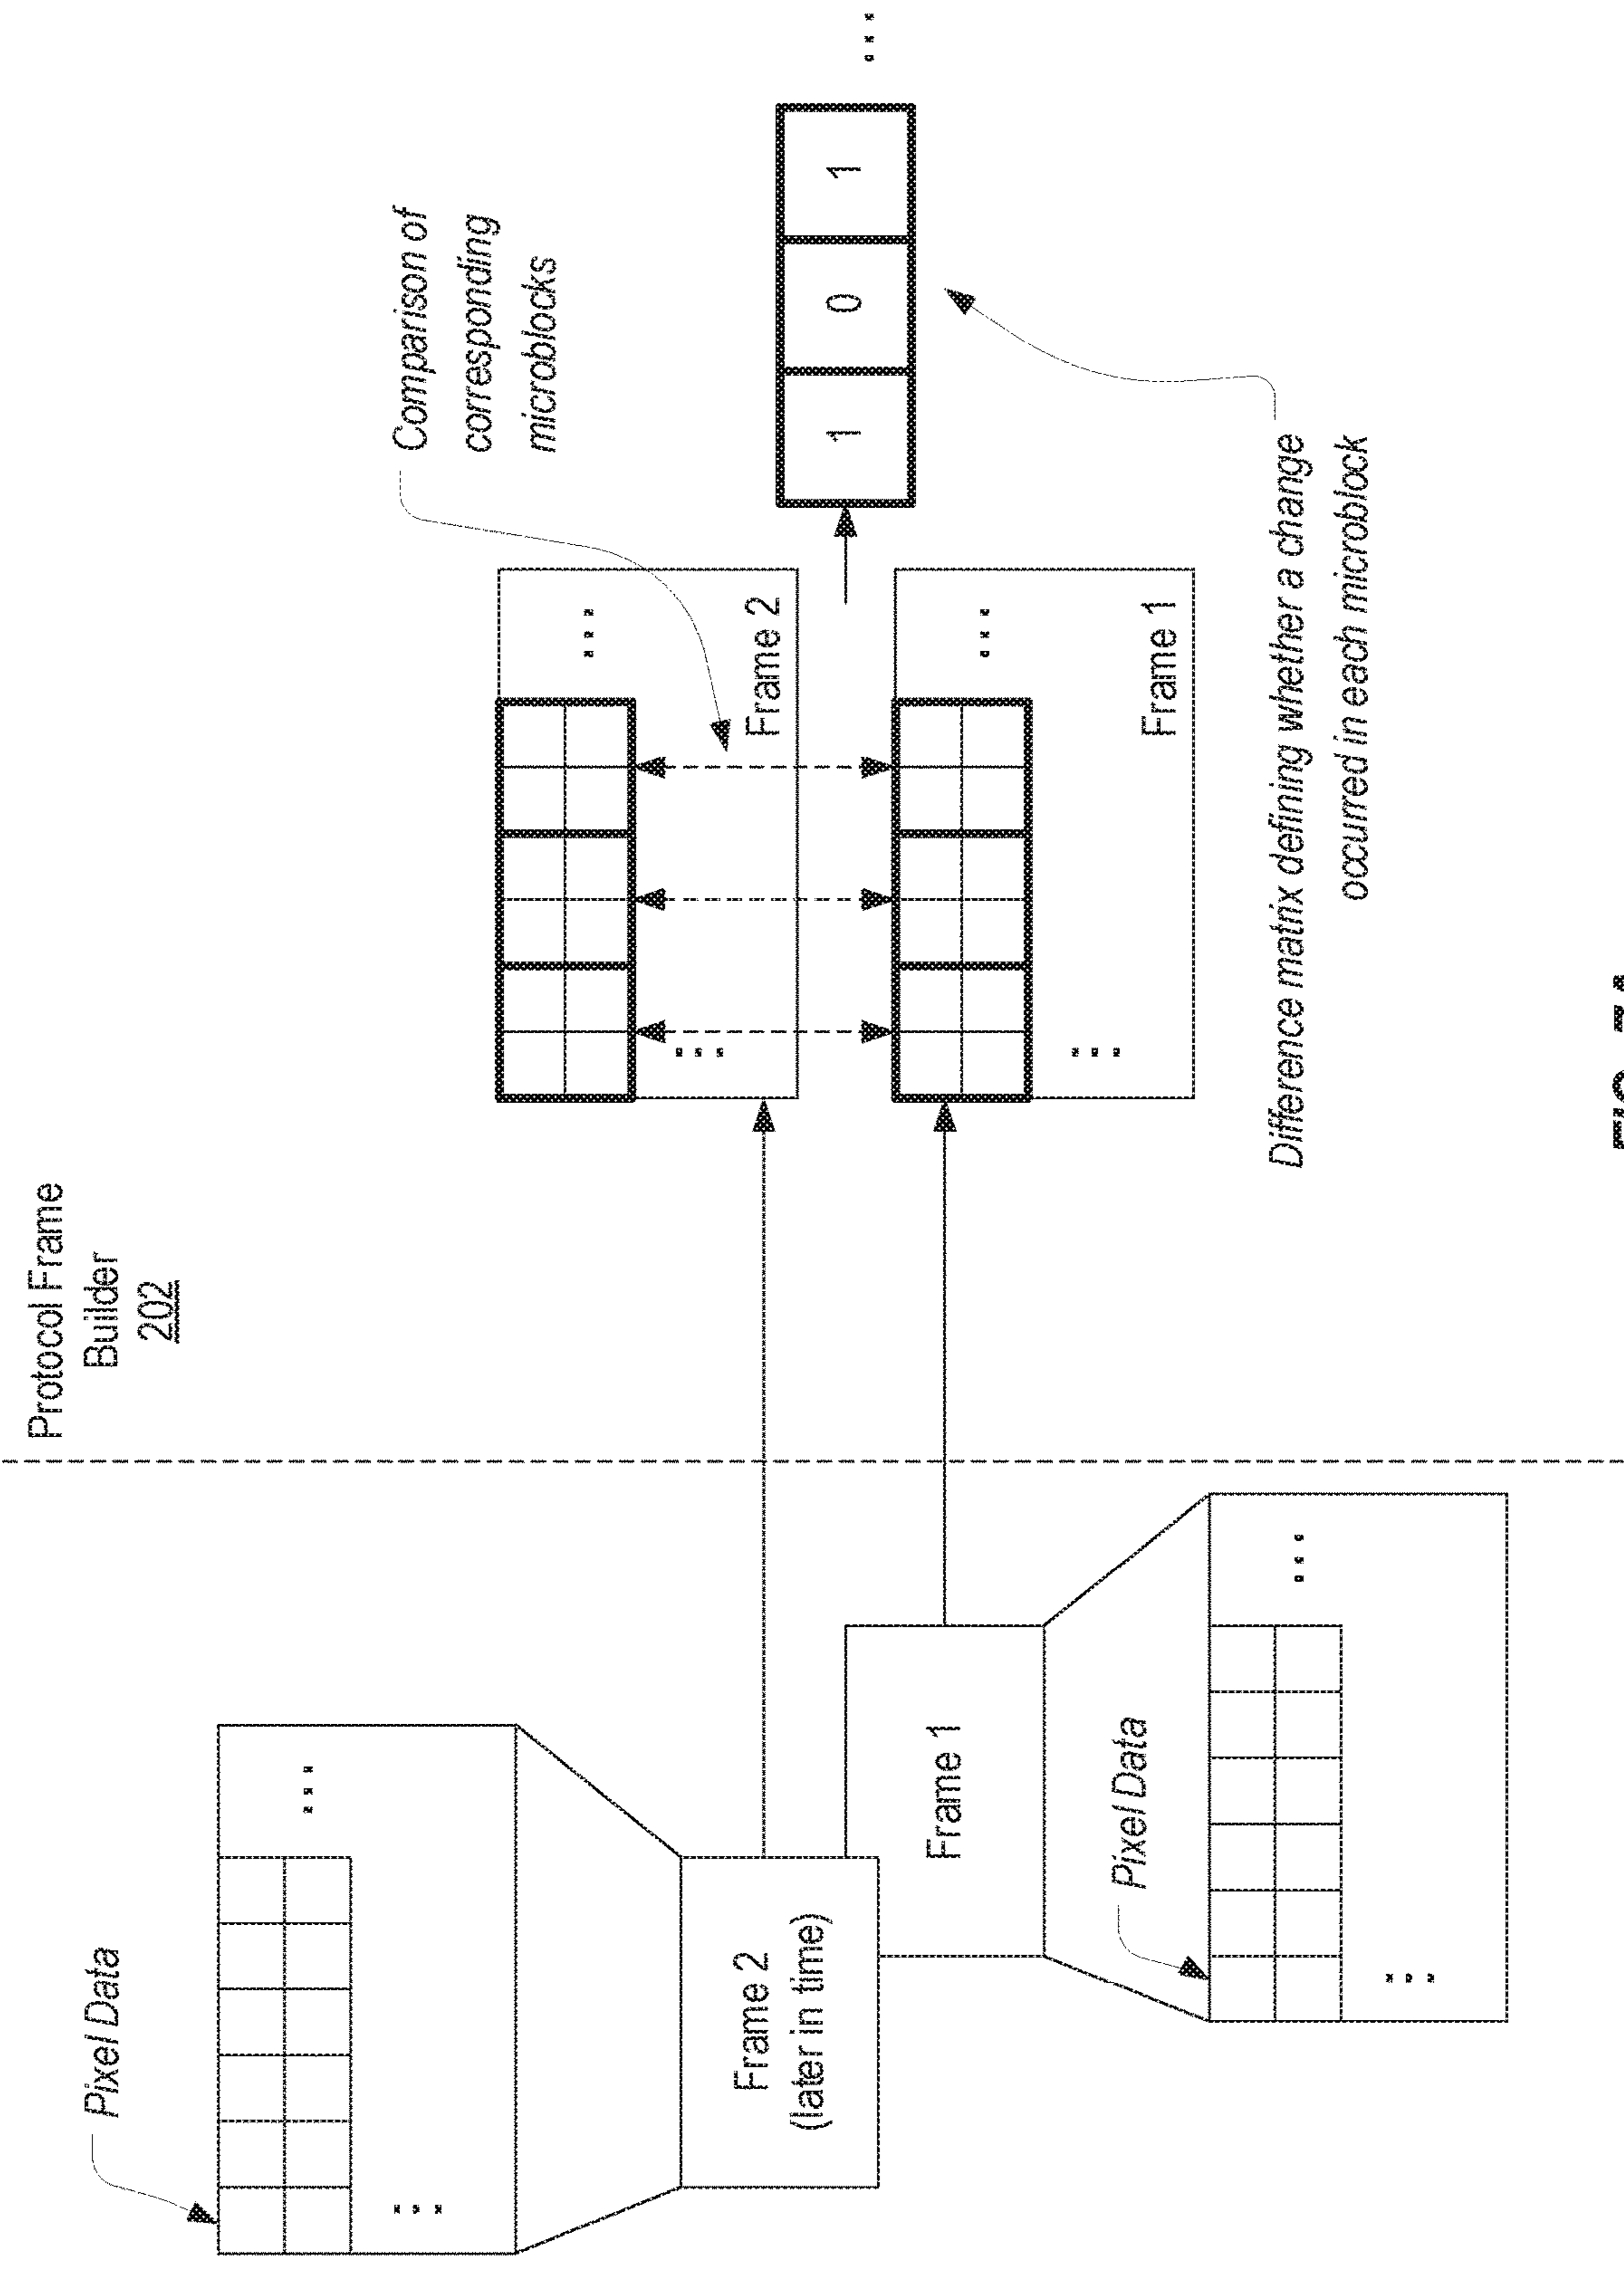 Protocol Frame
Builder
202
Pixel Data
Comparison of
corresponding
microblocks
Frame 2
(later in time)
Frame 2
1 0 1
Frame 1
Pixel Data
Frame 1
Difference matrix defining whether a change
occurred in each microblock